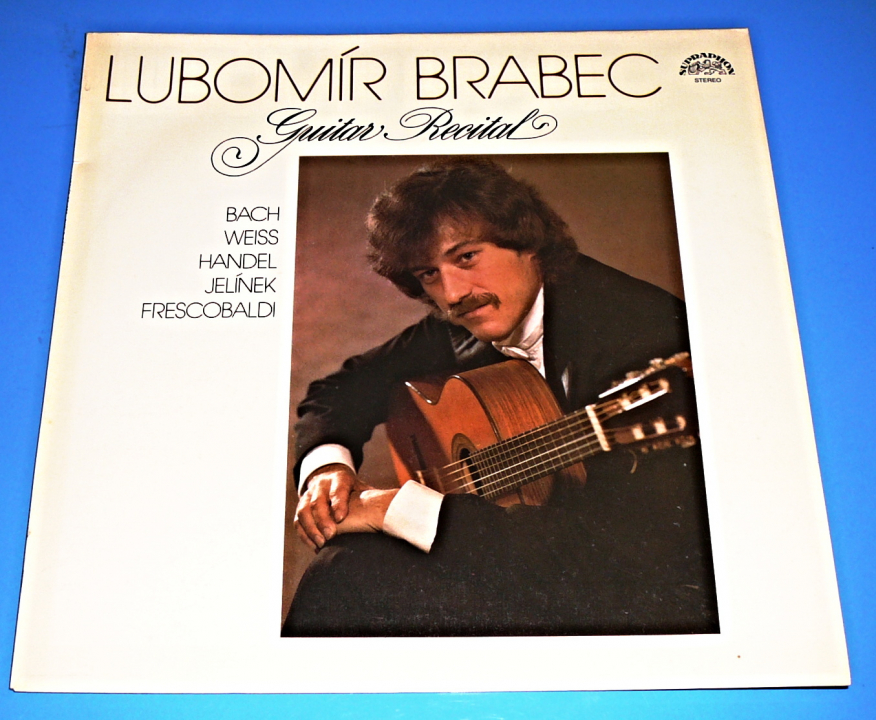 LUBOMÍR BRABEC
SUPRAPHON
STEREO
Guitar Recital
BACH
WEISS
HANDEL
JELÍNEK
FRESCOBALDI